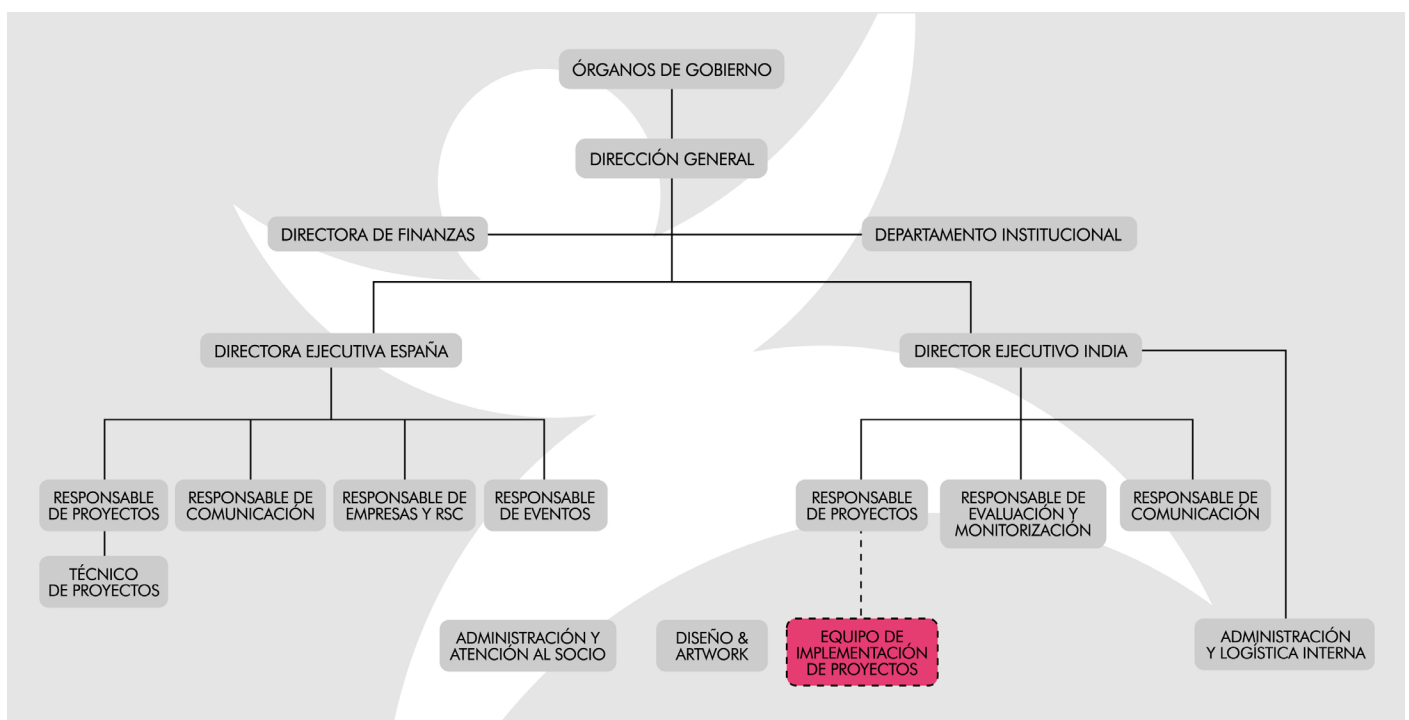 ÓRGANOS DE GOBIERNO
DIRECCIÓN GENERAL
DIRECTORA DE FINANZAS
DEPARTAMENTO INSTITUCIONAL
DIRECTORA EJECUTIVA ESPAÑA
DIRECTOR EJECUTIVO INDIA
RESPONSABLE
DE PROYECTOS
RESPONSABLE DE
COMUNICACIÓN
RESPONSABLE DE
EMPRESAS Y RSC
RESPONSABLE
DE EVENTOS
RESPONSABLE
DE PROYECTOS
RESPONSABLE DE
EVALUACIÓN Y
MONITORIZACIÓN
RESPONSABLE DE
COMUNICACIÓN
TÉCNICO
DE PROYECTOS
ADMINISTRACIÓN Y
ATENCIÓN AL SOCIO
DISEÑO &
ARTWORK
EQUIPO DE
IMPLEMENTACIÓN
DE PROYECTOS
ADMINISTRACIÓN
Y LOGÍSTICA INTERNA